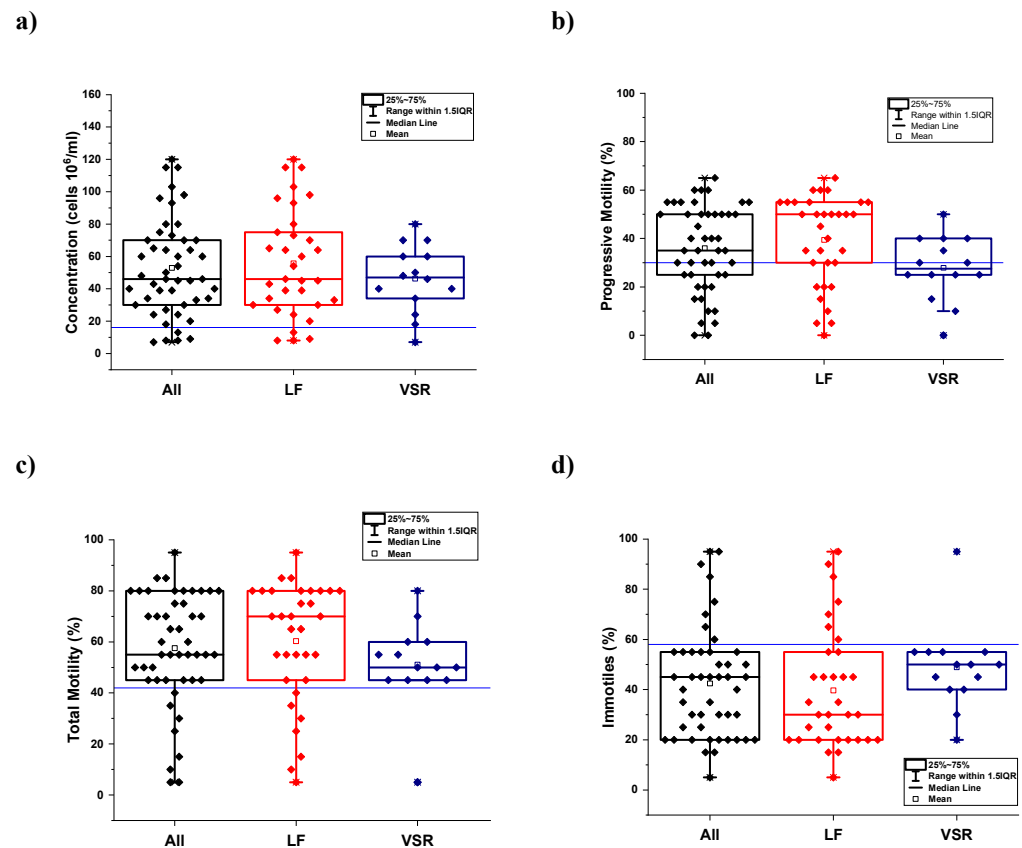 a)
25%~75%
Range within 1.5IQR
Median Line
Mean
Concentration (cells 10⁶/ml)
160
140
120
100
80
60
40
20
0
All LF VSR
b)
25%~75%
Range within 1.5IQR
Median Line
Mean
Progressive Motility (%)
100
80
60
40
20
0
All LF VSR
c)
25%~75%
Range within 1.5IQR
Median Line
Mean
Total Motility (%)
100
80
60
40
20
0
All LF VSR
d)
Immotiles (%)
100
80
60
40
20
0
25%~75%
Range within 1.5IQR
Median Line
Mean
All LF VSR